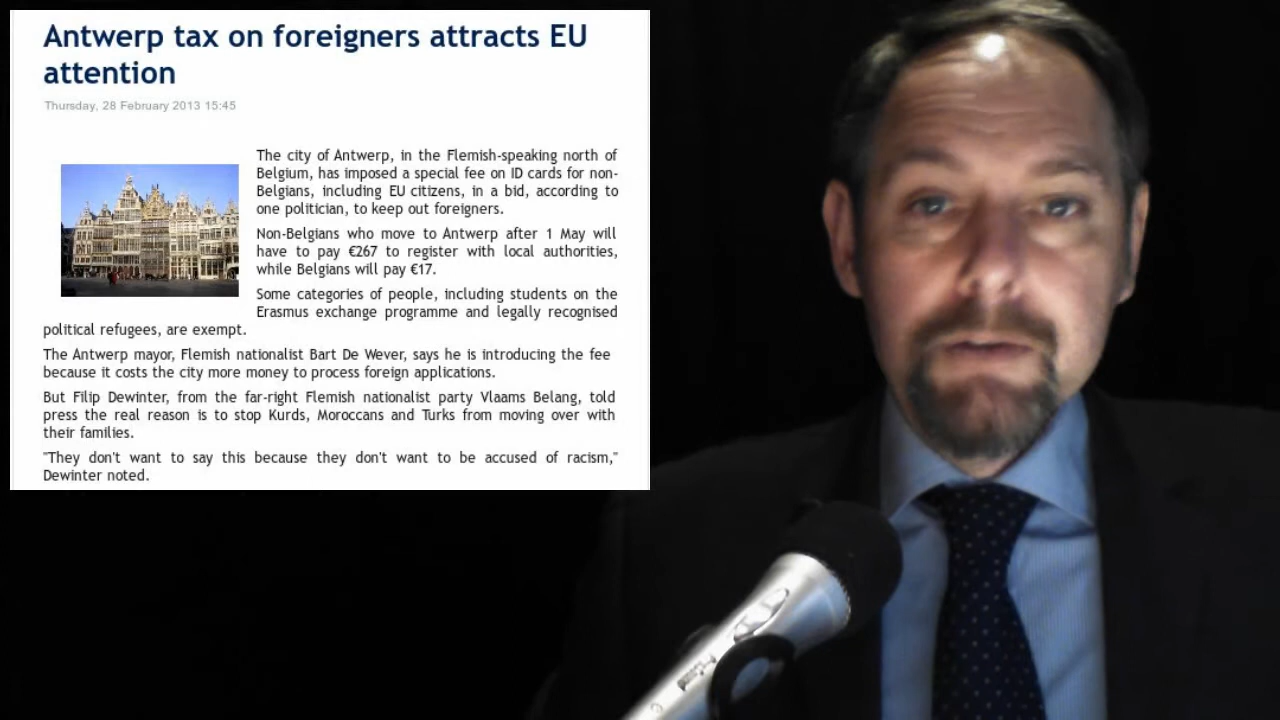 Antwerp tax on foreigners attracts EU
attention
Thursday, 28 February 2013 15:45
The city of Antwerp, in the Flemish-speaking north of
Belgium, has imposed a special fee on ID cards for non-
Belgians, including EU citizens, in a bid, according to
one politician, to keep out foreigners.
Non-Belgians who move to Antwerp after 1 May will
have to pay €267 to register with local authorities,
while Belgians will pay €17.
Some categories of people, including students on the
Erasmus exchange programme and legally recognised
political refugees, are exempt.
The Antwerp mayor, Flemish nationalist Bart De Wever, says he is introducing the fee
because it costs the city more money to process foreign applications.
But Filip Dewinter, from the far-right Flemish nationalist party Vlaams Belang, told
press the real reason is to stop Kurds, Moroccans and Turks from moving over with
their families.
"They don't want to say this because they don't want to be accused of racism,"
Dewinter noted.